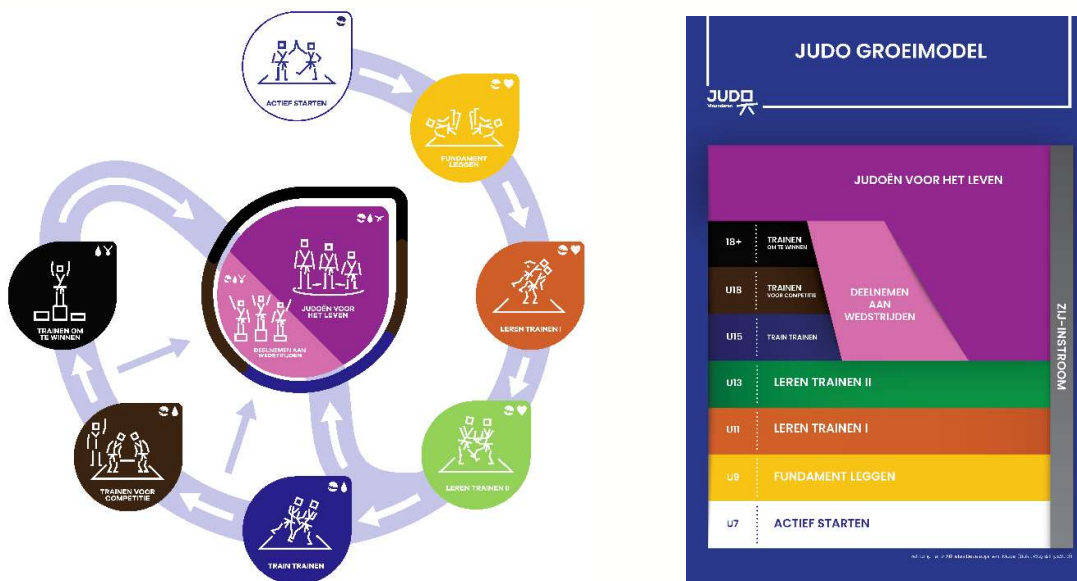 ACTIEF STARTEN
FUNDAMENT
LEGGEN
LEREN TRAINEN I
LEREN TRAINEN II
TRAIN TRAINEN
TRAINEN VOOR
COMPETITIE
TRAINEN OM
TE WINNEN
JUDOËN VOOR
HET LEVEN
DEELNEMEN AAN
WEDSTRIJDEN
JUDO GROEIMODEL
JUDO
Vlaanderen
JUDOËN VOOR HET LEVEN
18+ TRAINEN
OM TE WINNEN
U18 TRAINEN
VOOR COMPETITIE
U15 TRAIN TRAINEN
DEELNEMEN
AAN
WEDSTRIJDEN
U13 LEREN TRAINEN II
U11 LEREN TRAINEN I
U9 FUNDAMENT LEGGEN
U7 ACTIEF STARTEN
ZIJ-INSTROOM